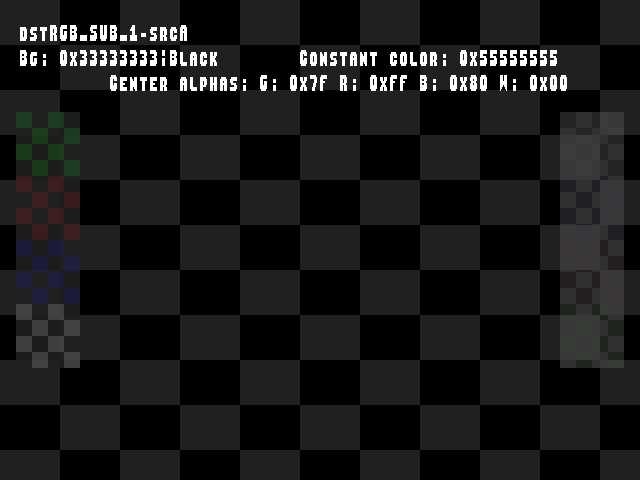 dstRGB_SUB_1-srcA
Bg: 0x33333333;Black Constant color: 0x55555555
Center alphas: G: 0x7F R: 0xFF B: 0x80 W: 0x00